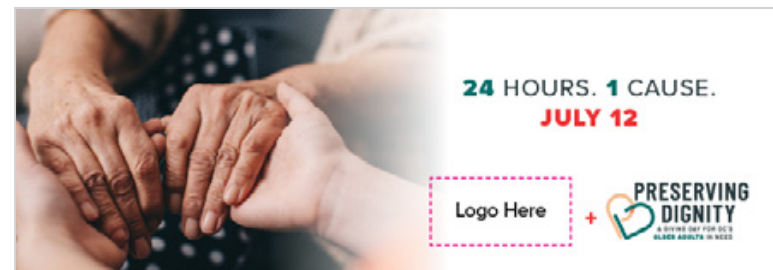 24 HOURS. 1 CAUSE.
JULY 12
Logo Here
+
PRESERVING
DIGNITY
A GIVING DAY FOR OC'S
OLDER ADULTS IN NEED